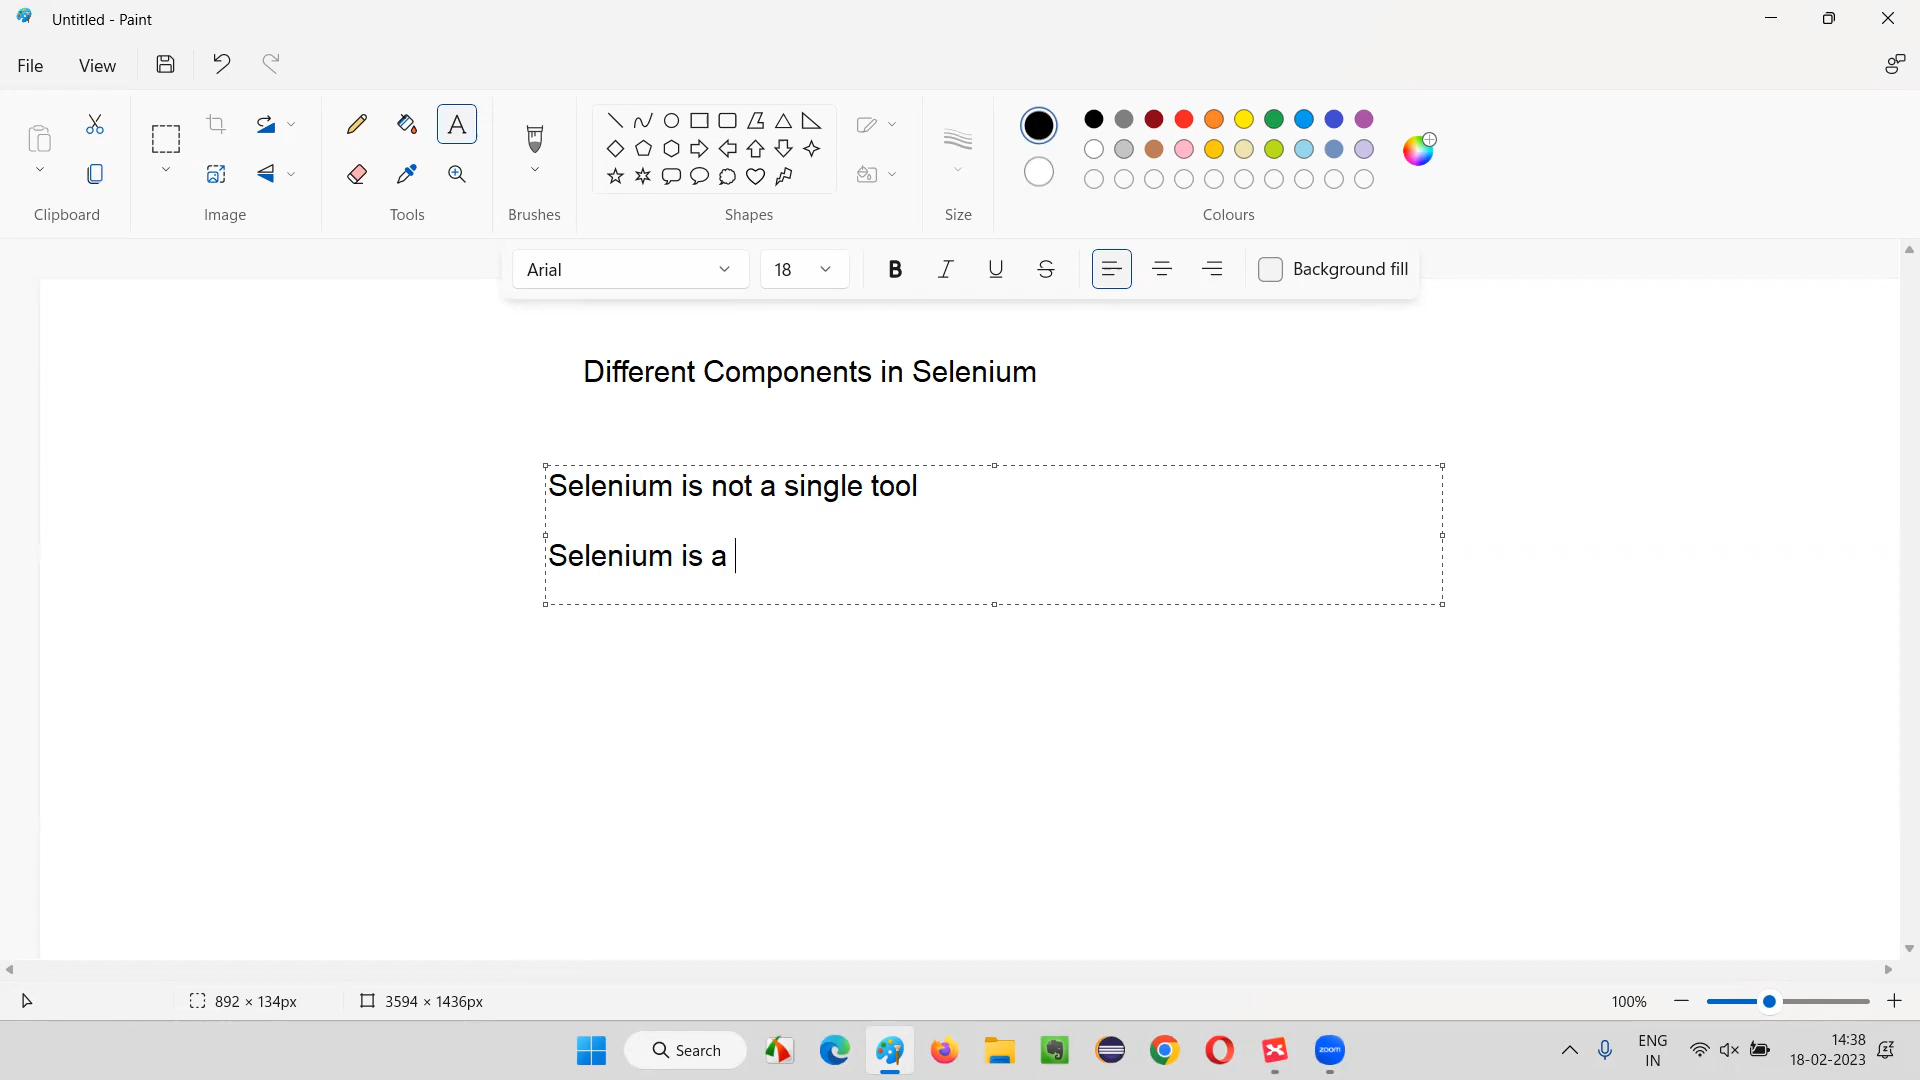 Untitled - Paint
File View
Clipboard Image Tools Brushes Shapes Size Colours
Arial 18 B I U S Background fill
Different Components in Selenium
Selenium is not a single tool
Selenium is a
892 × 134px 3594 × 1436px 100%
Search zoom ENG 14:38
IN 18-02-2023